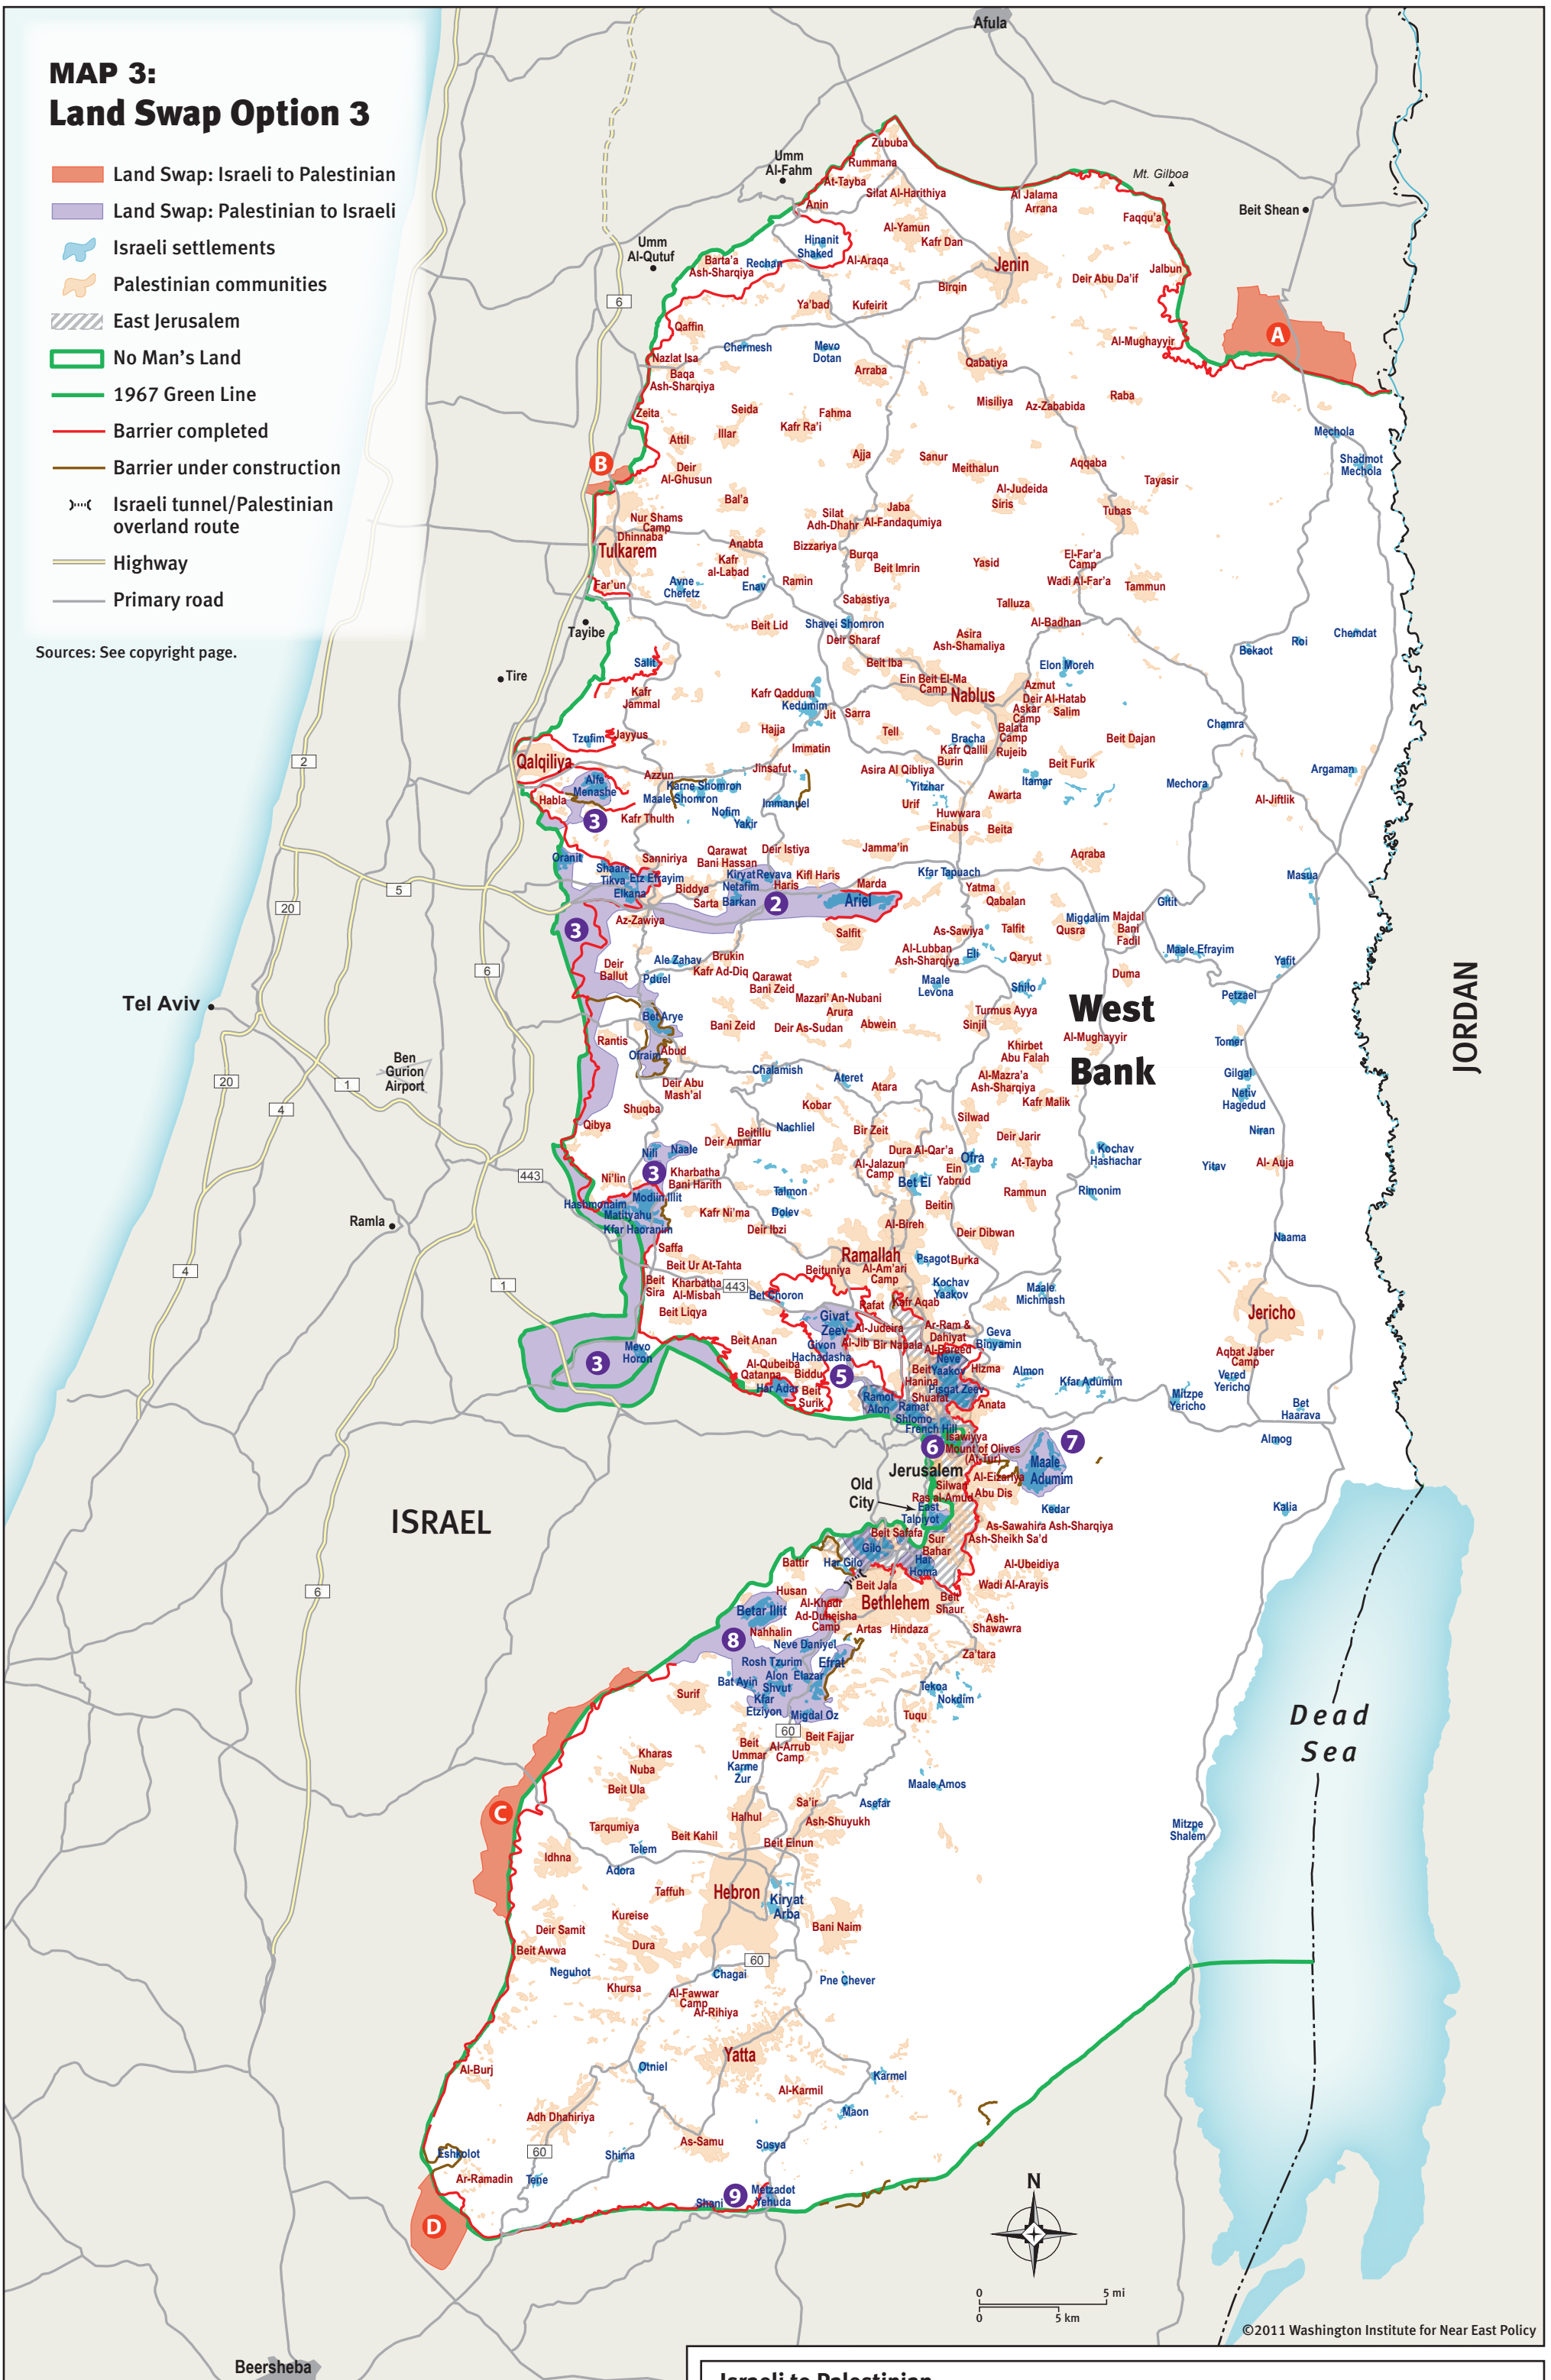 MAP 3:
Land Swap Option 3
Land Swap: Israeli to Palestinian
Land Swap: Palestinian to Israeli
Israeli settlements
Palestinian communities
East Jerusalem
No Man's Land
1967 Green Line
Barrier completed
Barrier under construction
Israeli tunnel/Palestinian
overland route
Highway
Primary road
Sources: See copyright page.
Afula
Zububa
Rummana
Umm
Al-Fahm
At-Tayba
Silat Al-Harithiya
Mt. Gilboa
Al Jalama
Arrana
Anin
Beit Shean
Faqqu'a
Al-Yamun
Kafr Dan
Hinanit
Shaked
Umm
Al-Qutuf
Barta'a
Ash-Sharqiya
Rechan
Al-Araqa
Jenin
Jalbun
Deir Abu Da'if
Birqin
6
Ya'bad
Kufeirit
Qaffin
A
Al-Mughayyir
Chermesh
Mevo
Dotan
Nazlat Isa
Baqa
Ash-Sharqiya
Arraba
Qabatiya
Raba
Misiliya
Az-Zababida
Zeita
Seida
Fahma
Kafr Ra'i
Illar
Attil
Mechola
Shadmot
Mechola
B
Ajja
Sanur
Meithalun
Aqqaba
Deir
Al-Ghusun
Tayasir
Al-Judeida
Siris
Bal'a
Jaba
Silat
Adh-Dhahr
Al-Fandaqumiya
Tubas
Nur Shams
Camp
Dhinnaba
Tulkarem
Anabta
Bizzariya
Burqa
Beit Imrin
Yasid
El-Far'a
Camp
Kafr
al-Labad
Far'un
Avne
Chefetz
Enav
Ramin
Wadi Al-Far'a
Tammun
Sabastiya
Talluza
Al-Badhan
Tayibe
Beit Lid
Shavei Shomron
Deir Sharaf
Asira
Ash-Shamaliya
Chemdat
Roi
Bekaot
Salit
Beit Iba
Elon Moreh
Tire
Ein Beit El-Ma
Camp
Nablus
Azmut
Deir Al-Hatab
Kafr
Jammal
Kafr Qaddum
Kedumim
Jit
Sarra
Askar
Camp
Salim
Chamra
Tzufim
Jayyus
Hajja
Tell
Balata
Camp
Bracha
Kafr Qallil
Burin
Rujeib
Beit Dajan
Immatin
Qalqiliya
Beit Furik
Azzun
Jinsafut
Asira Al Qibliya
Argaman
Alfe
Menashe
Karne Shomron
Yitzhar
Itamar
Mechora
Habla
Maale Shomron
Immanuel
Urif
Awarta
Al-Jiftlik
2
3
Kafr Thulth
Nofim
Yakir
Huwwara
Einabus
Beita
Oranit
Sanniriya
Qarawat
Bani Hassan
Deir Istiya
Jamma'in
Aqraba
Shaare
Tikva
Etz Efrayim
Elkana
Kiryat
Netafim
Revava
Haris
Kifl Haris
Marda
Kfar Tapuach
Masua
5
Biddya
Sarta
Barkan
2
Ariel
Yatma
Qabalan
Gitit
20
3
Az-Zawiya
Salfit
As-Sawiya
Talfit
Migdalim
Qusra
Majdal
Bani
Fadil
6
Deir
Ballut
Ale Zahav
Brukin
Al-Lubban
Ash-Sharqiya
Eli
Qaryut
Maale Efrayim
Yafit
Pduel
Kafr Ad-Diq
Qarawat
Bani Zeid
Maale
Levona
Shilo
Duma
Petzael
Tel Aviv
Mazari' An-Nubani
Arura
Turmus Ayya
Sinjil
West
Bank
Bet Arye
Bani Zeid
Deir As-Sudan
Abwein
Al-Mughayyir
Tomer
Rantis
Ofraim
Abud
Khirbet
Abu Falah
JORDAN
Ben
Gurion
Airport
20
1
4
Chalamish
Ateret
Atara
Al-Mazra'a
Ash-Sharqiya
Gilgal
Netiv
Hagedud
Deir Abu
Mash'al
Kafr Malik
Shuqba
Kobar
Silwad
Qibya
Beitillu
Nachliel
Bir Zeit
Deir Jarir
Niran
Deir Ammar
Nili
Naale
Dura Al-Qar'a
Ofra
Kochav
Hashachar
443
3
Kharbatha
Bani Harith
Al-Jalazun
Camp
Ein
Yabrud
At-Tayba
Yitav
Al- Auja
Ni'lin
Bet El
Hashmonaim
Modiin Illit
Matityahu
Kfar Haoranim
Talmon
Dolev
Rammun
Rimonim
Ramla
Kafr Ni'ma
Deir Ibzi
Beitin
Al-Bireh
Deir Dibwan
Naama
Saffa
Ramallah
Beit Ur At-Tahta
Beituniya
Al-Am'ari
Camp
Psagot
Burka
4
1
Beit
Sira
Kharbatha
Al-Misbah
443
Bet Choron
Kochav
Yaakov
Maale
Michmash
Beit Liqya
Rafat
Kafr Aqab
Jericho
Givat
Zeev
Al-Judeira
Ar-Ram &
Dahiyat
Al-Bareed
Geva
Binyamin
Beit Anan
Givon
Hachadasha
Al-Jib
Bir Nabala
Aqbat Jaber
Camp
Mevo
Horon
3
Al-Qubeiba
Qatanna
Biddu
5
Neve
Yaakov
Beit
Hanina
Hizma
Almon
Kfar Adumim
Vered
Yericho
Har Adar
Beit
Surik
Pisgat Zeev
Shuafat
Anata
Ramot
Alon
Ramat
Shlomo
French Hill
Mitzpe
Yericho
Bet
Haarava
Isawiyya
Mount of Olives
(At-Tur)
6
7
Almog
Jerusalem
Maale
Adumim
Al-Eizariya
Silwan
Abu Dis
Old
City
Ras al-Amud
East
Talpiyot
Kedar
Kalia
ISRAEL
As-Sawahira Ash-Sharqiya
Beit Safafa
Sur
Bahar
Ash-Sheikh Sa'd
Gilo
Battir
Har Gilo
Har
Homa
Al-Ubeidiya
Beit Jala
Wadi Al-Arayis
6
Husan
Bethlehem
Beit
Shaur
Betar Illit
Al-Khadr
Ad-Duheisha
Camp
Ash-
Shawawra
8
Nahhalin
Artas
Hindaza
Neve Daniyel
Za'tara
Rosh Tzurim
Efrat
Bat Ayin
Alon
Shvut
Elazar
Tekoa
Nokdim
Surif
Kfar
Etziyon
Migdal Oz
Tuqu
Dead
Sea
60
Beit Fajjar
Kharas
Nuba
Beit
Ummar
Al-Arrub
Camp
Karme
Zur
Beit Ula
Maale Amos
C
Sa'ir
Asefar
Tarqumiya
Halhul
Ash-Shuyukh
Mitzpe
Shalem
Beit Kahil
Beit Einun
Telem
Idhna
Adora
Taffuh
Hebron
Kiryat
Arba
Kureise
Deir Samit
Bani Naim
Beit Awwa
Dura
60
Neguhot
Chagai
Pne Chever
Khursa
Al-Fawwar
Camp
Ar-Rihiya
Yatta
Al-Burj
Otniel
Karmel
Al-Karmil
Adh Dhahiriya
Maon
As-Samu
Eshkolot
60
Shima
Susya
Ar-Ramadin
Tene
Metzadot
Yehuda
Shani
9
D
N
0 5 mi
0 5 km
©2011 Washington Institute for Near East Policy
Beersheba
Israeli to Palestinian